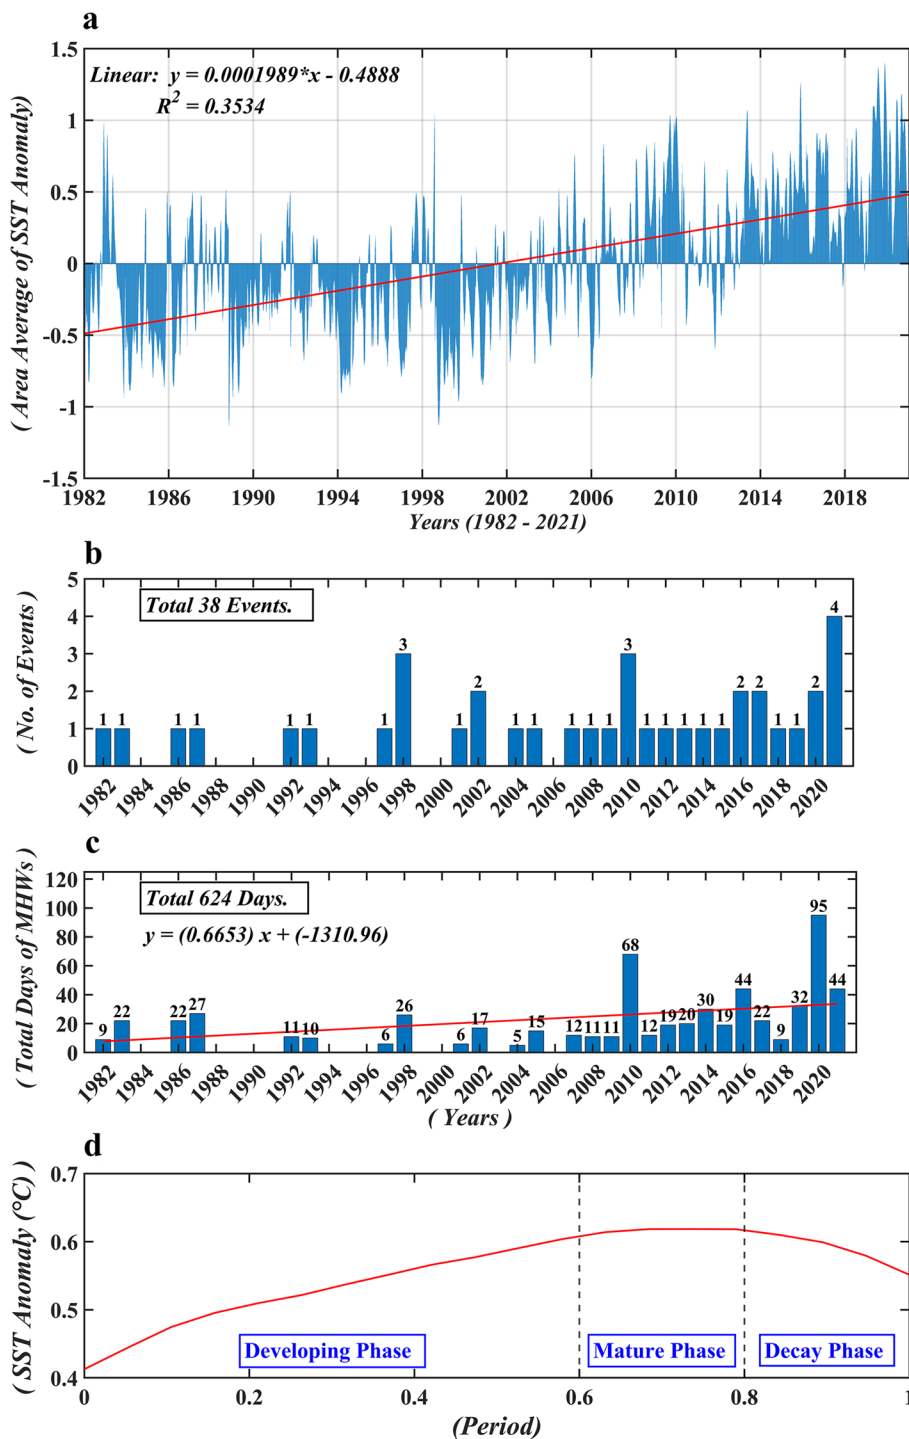 a
1.5
Linear: y = 0.0001989*x - 0.4888
R² = 0.3534
1
0.5
0
-0.5
-1
-1.5
( Area Average of SST Anomaly)
1982 1986 1990 1994 1998 2002 2006 2010 2014 2018
Years (1982 - 2021)
b
5
4
3
2
1
0
( No. of Events )
Total 38 Events.
1 1 1 1 1 1 1 3 1 2 1 1 1 1 1 3 1 1 1 1 1 2 2 1 1 2 4
1982 1984 1986 1988 1990 1992 1994 1996 1998 2000 2002 2004 2006 2008 2010 2012 2014 2016 2018 2020
c
120
100
80
60
40
20
0
( Total Days of MHWs )
Total 624 Days.
y = (0.6653) x + (-1310.96)
9 22 22 27 11 10 6 26 6 17 5 15 12 11 11 68 12 19 20 30 19 44 22 9 32 95 44
1982 1984 1986 1988 1990 1992 1994 1996 1998 2000 2002 2004 2006 2008 2010 2012 2014 2016 2018 2020
( Years )
d
0.7
0.6
0.5
0.4
( SST Anomaly (°C) )
Developing Phase
Mature Phase
Decay Phase
0 0.2 0.4 0.6 0.8 1
(Period)